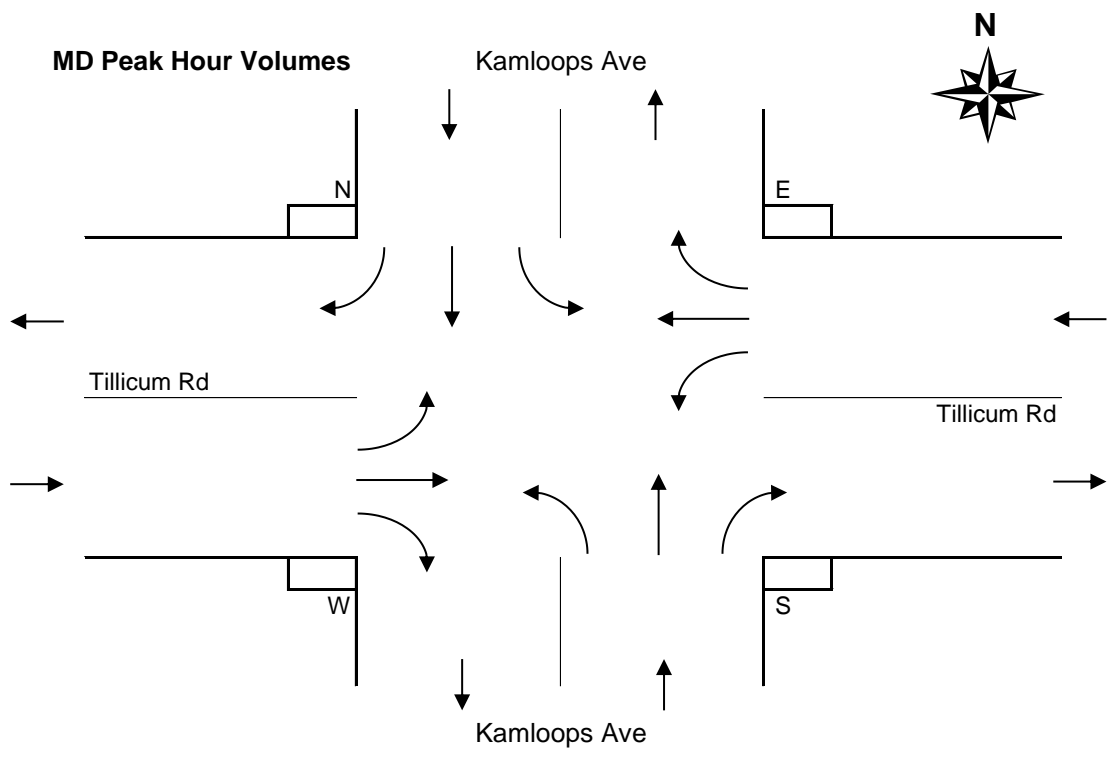 N
MD Peak Hour Volumes Kamloops Ave
N E
Tillicum Rd
Tillicum Rd
W S
Kamloops Ave